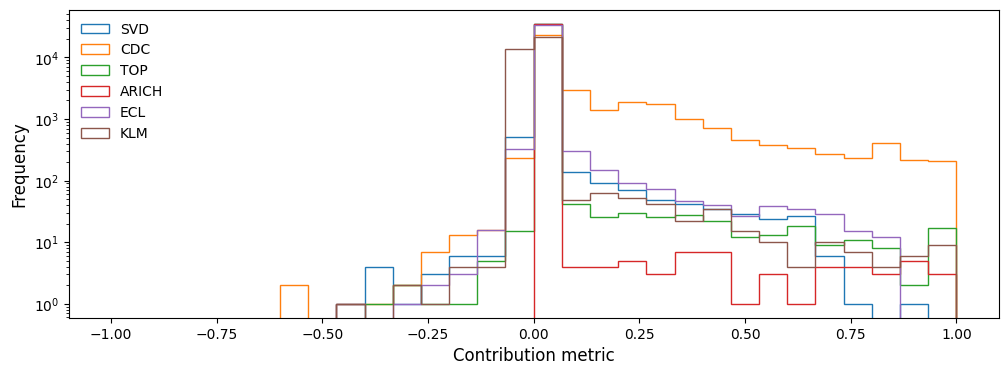 SVD
CDC
TOP
ARICH
ECL
KLM
Frequency
10⁴
10³
10²
10¹
10⁰
−1.00 −0.75 −0.50 −0.25 0.00 0.25 0.50 0.75 1.00
Contribution metric